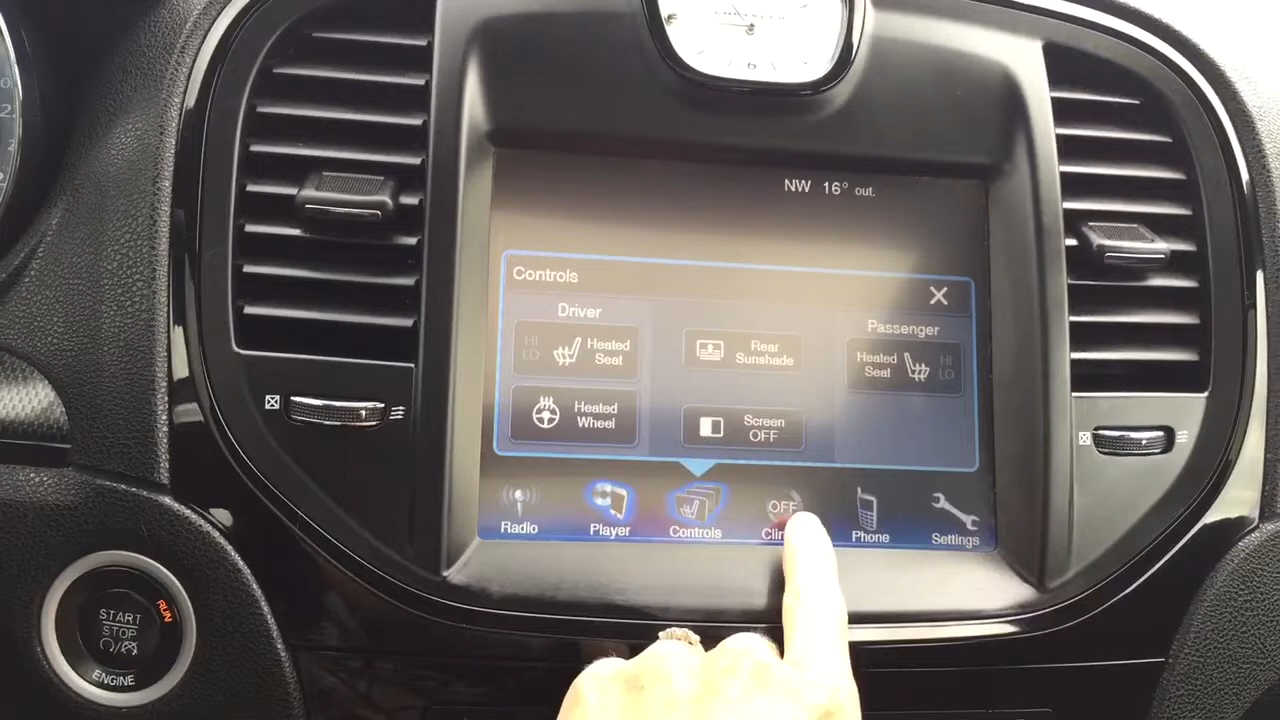 6
NW 16° out.
Controls
X
Driver
Passenger
HI
LO
Heated
Seat
Rear
Sunshade
Heated
Seat
HI
LO
Heated
Wheel
Screen
OFF
OFF
Radio
Player
Controls
Phone
Settings
START
STOP
RUN
ENGINE